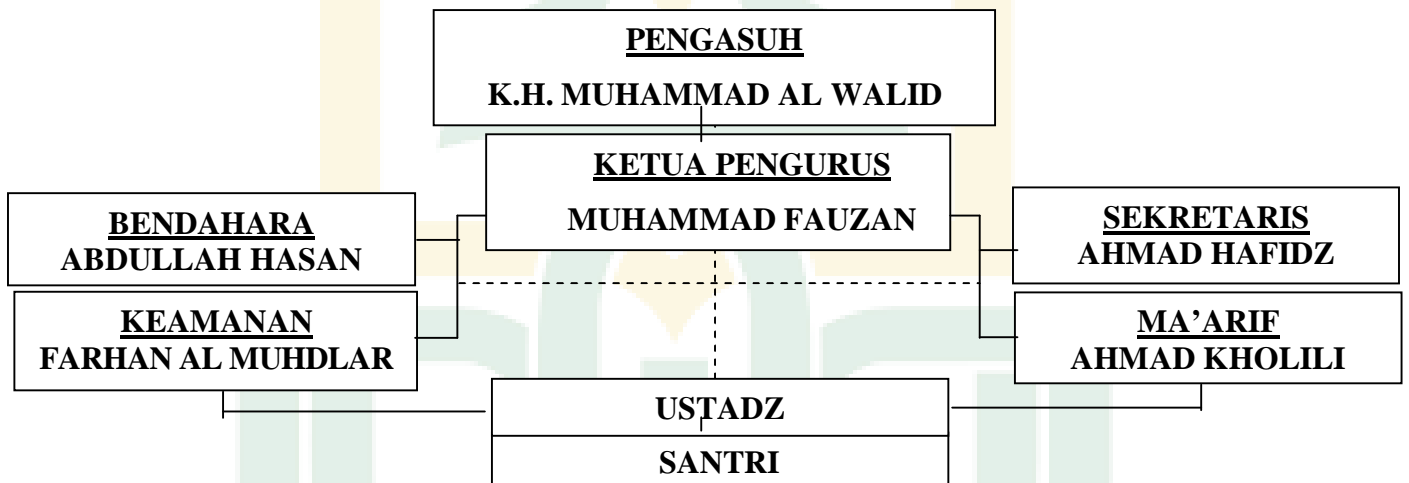 PENGASUH
K.H. MUHAMMAD AL WALID
KETUA PENGURUS
MUHAMMAD FAUZAN
BENDAHARA
ABDULLAH HASAN
SEKRETARIS
AHMAD HAFIDZ
KEAMANAN
FARHAN AL MUHDLAR
MA’ARIF
AHMAD KHOLILI
USTADZ
SANTRI